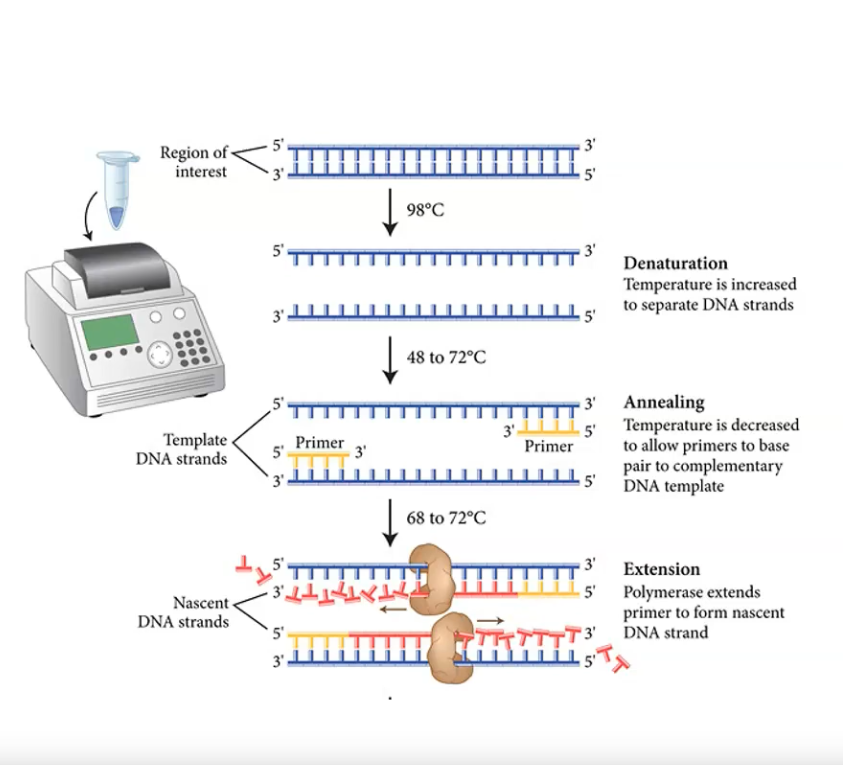 Region of
interest
5'
3'
3'
5'
98°C
5'
3'
3'
5'
Denaturation
Temperature is increased
to separate DNA strands
48 to 72°C
Template
DNA strands
5'
3'
3'
5'
Primer
5'
Primer
3'
3'
5'
Annealing
Temperature is decreased
to allow primers to base
pair to complementary
DNA template
68 to 72°C
Nascent
DNA strands
5'
3'
3'
5'
5'
3'
3'
5'
Extension
Polymerase extends
primer to form nascent
DNA strand